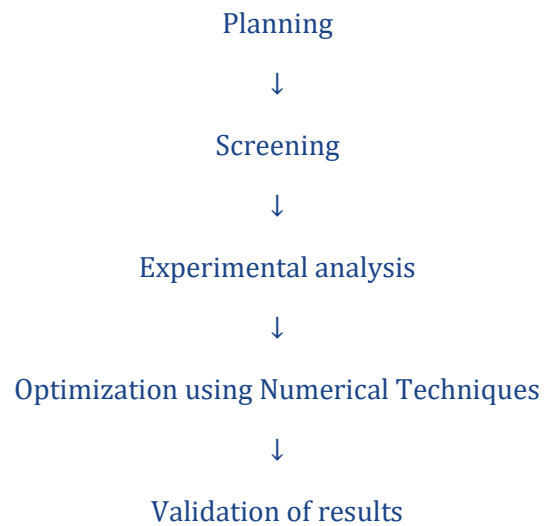 Planning
↓
Screening
↓
Experimental analysis
↓
Optimization using Numerical Techniques
↓
Validation of results